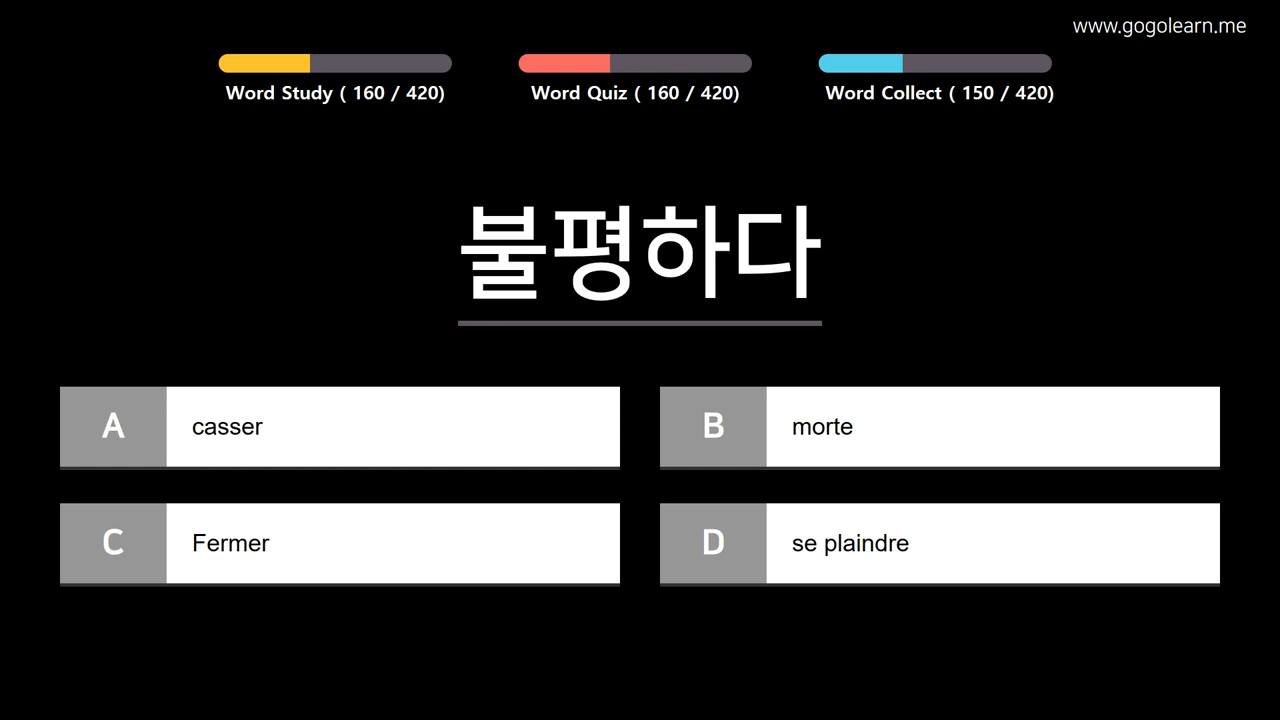 www.gogolearn.me
Word Study ( 160 / 420)
Word Quiz ( 160 / 420)
Word Collect ( 150 / 420)
불평하다
A casser
B morte
C Fermer
D se plaindre